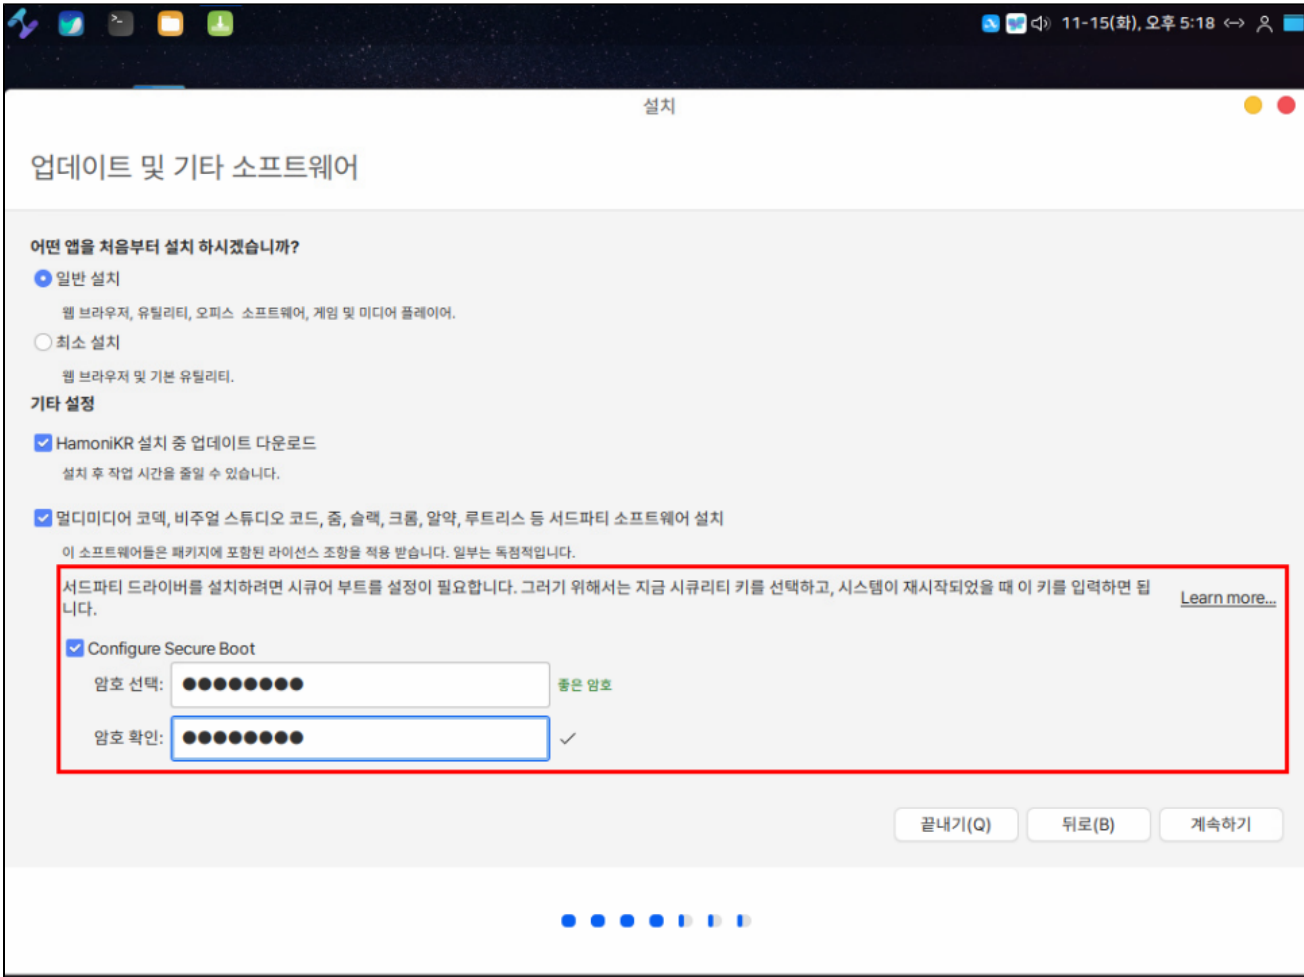 11-15(화), 오후 5:18
설치
업데이트 및 기타 소프트웨어
어떤 앱을 처음부터 설치 하시겠습니까?
일반 설치
웹 브라우저, 유틸리티, 오피스 소프트웨어, 게임 및 미디어 플레이어.
최소 설치
웹 브라우저 및 기본 유틸리티.
기타 설정
HamoniKR 설치 중 업데이트 다운로드
설치 후 작업 시간을 줄일 수 있습니다.
멀디미디어 코덱, 비주얼 스튜디오 코드, 줌, 슬랙, 크롬, 알약, 루트리스 등 서드파티 소프트웨어 설치
이 소프트웨어들은 패키지에 포함된 라이선스 조항을 적용 받습니다. 일부는 독점적입니다.
서드파티 드라이버를 설치하려면 시큐어 부트를 설정이 필요합니다. 그러기 위해서는 지금 시큐리티 키를 선택하고, 시스템이 재시작되었을 때 이 키를 입력하면 됩
니다.
Learn more...
Configure Secure Boot
암호 선택: ●●●●●●●● 좋은 암호
암호 확인: ●●●●●●●●
끝내기(Q) 뒤로(B) 계속하기